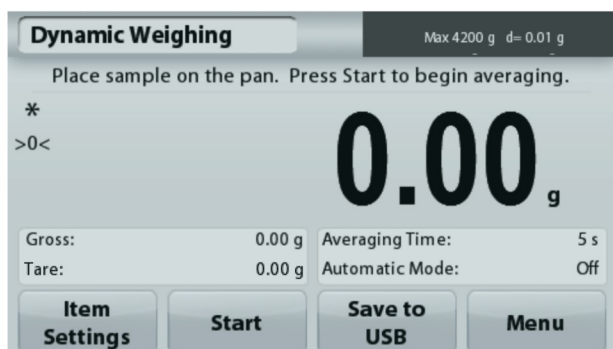 Dynamic Weighing
Max 4200 g d= 0.01 g
Place sample on the pan. Press Start to begin averaging.
*
>0<
0.00 g
Gross: 0.00 g
Tare: 0.00 g
Averaging Time: 5 s
Automatic Mode: Off
Item Settings
Start
Save to USB
Menu